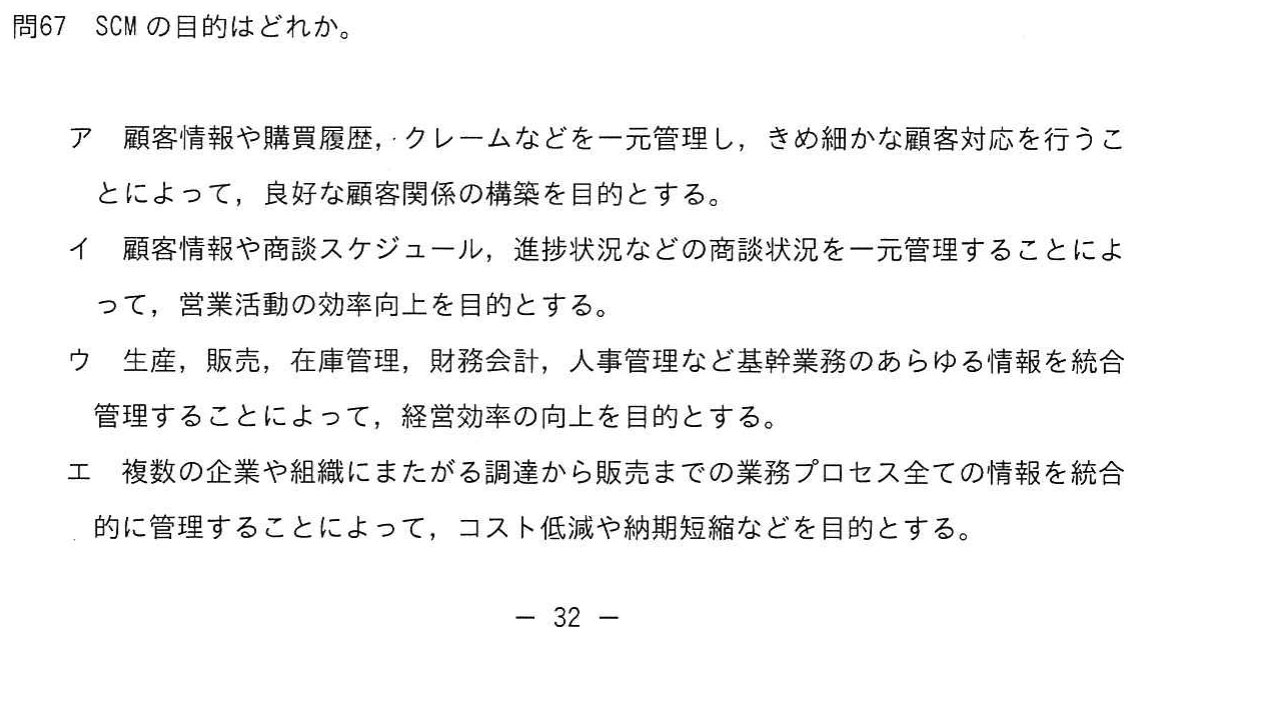 問67　SCM の目的はどれか。
ア　顧客情報や購買履歴，クレームなどを一元管理し，きめ細かな顧客対応を行うこ
とによって，良好な顧客関係の構築を目的とする。
イ　顧客情報や商談スケジュール，進捗状況などの商談状況を一元管理することによ
って，営業活動の効率向上を目的とする。
ウ　生産，販売，在庫管理，財務会計，人事管理など基幹業務のあらゆる情報を統合
管理することによって，経営効率の向上を目的とする。
エ　複数の企業や組織にまたがる調達から販売までの業務プロセス全ての情報を統合
的に管理することによって，コスト低減や納期短縮などを目的とする。
― 32 ―